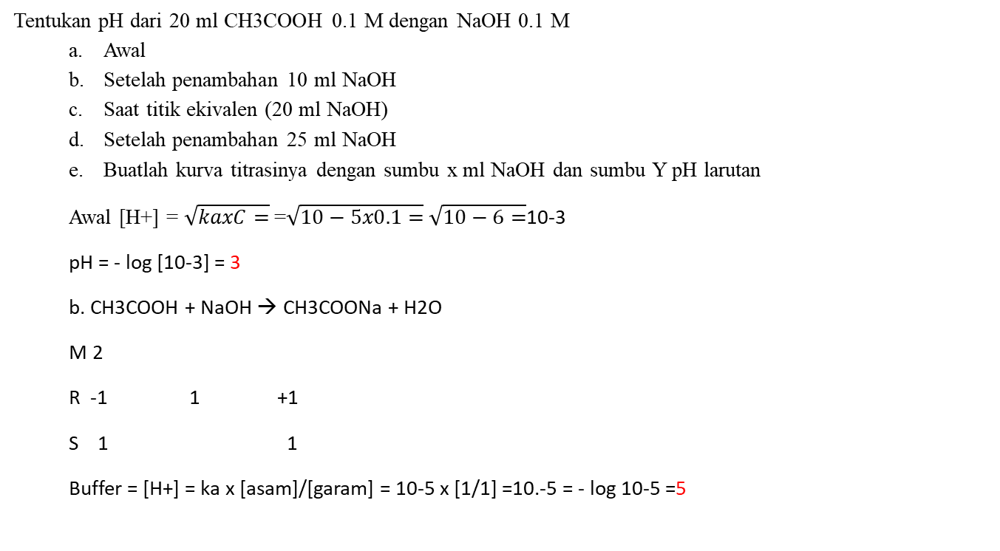 Tentukan pH dari 20 ml CH3COOH 0.1 M dengan NaOH 0.1 M
a. Awal
b. Setelah penambahan 10 ml NaOH
c. Saat titik ekivalen (20 ml NaOH)
d. Setelah penambahan 25 ml NaOH
e. Buatlah kurva titrasinya dengan sumbu x ml NaOH dan sumbu Y pH larutan
Awal [H+] = √kaxC = =√10 − 5x0.1 = √10 − 6 =10-3
pH = - log [10-3] = 3
b. CH3COOH + NaOH → CH3COONa + H2O
M 2
R -1 1 +1
S 1 1
Buffer = [H+] = ka x [asam]/[garam] = 10-5 x [1/1] =10.-5 = - log 10-5 =5